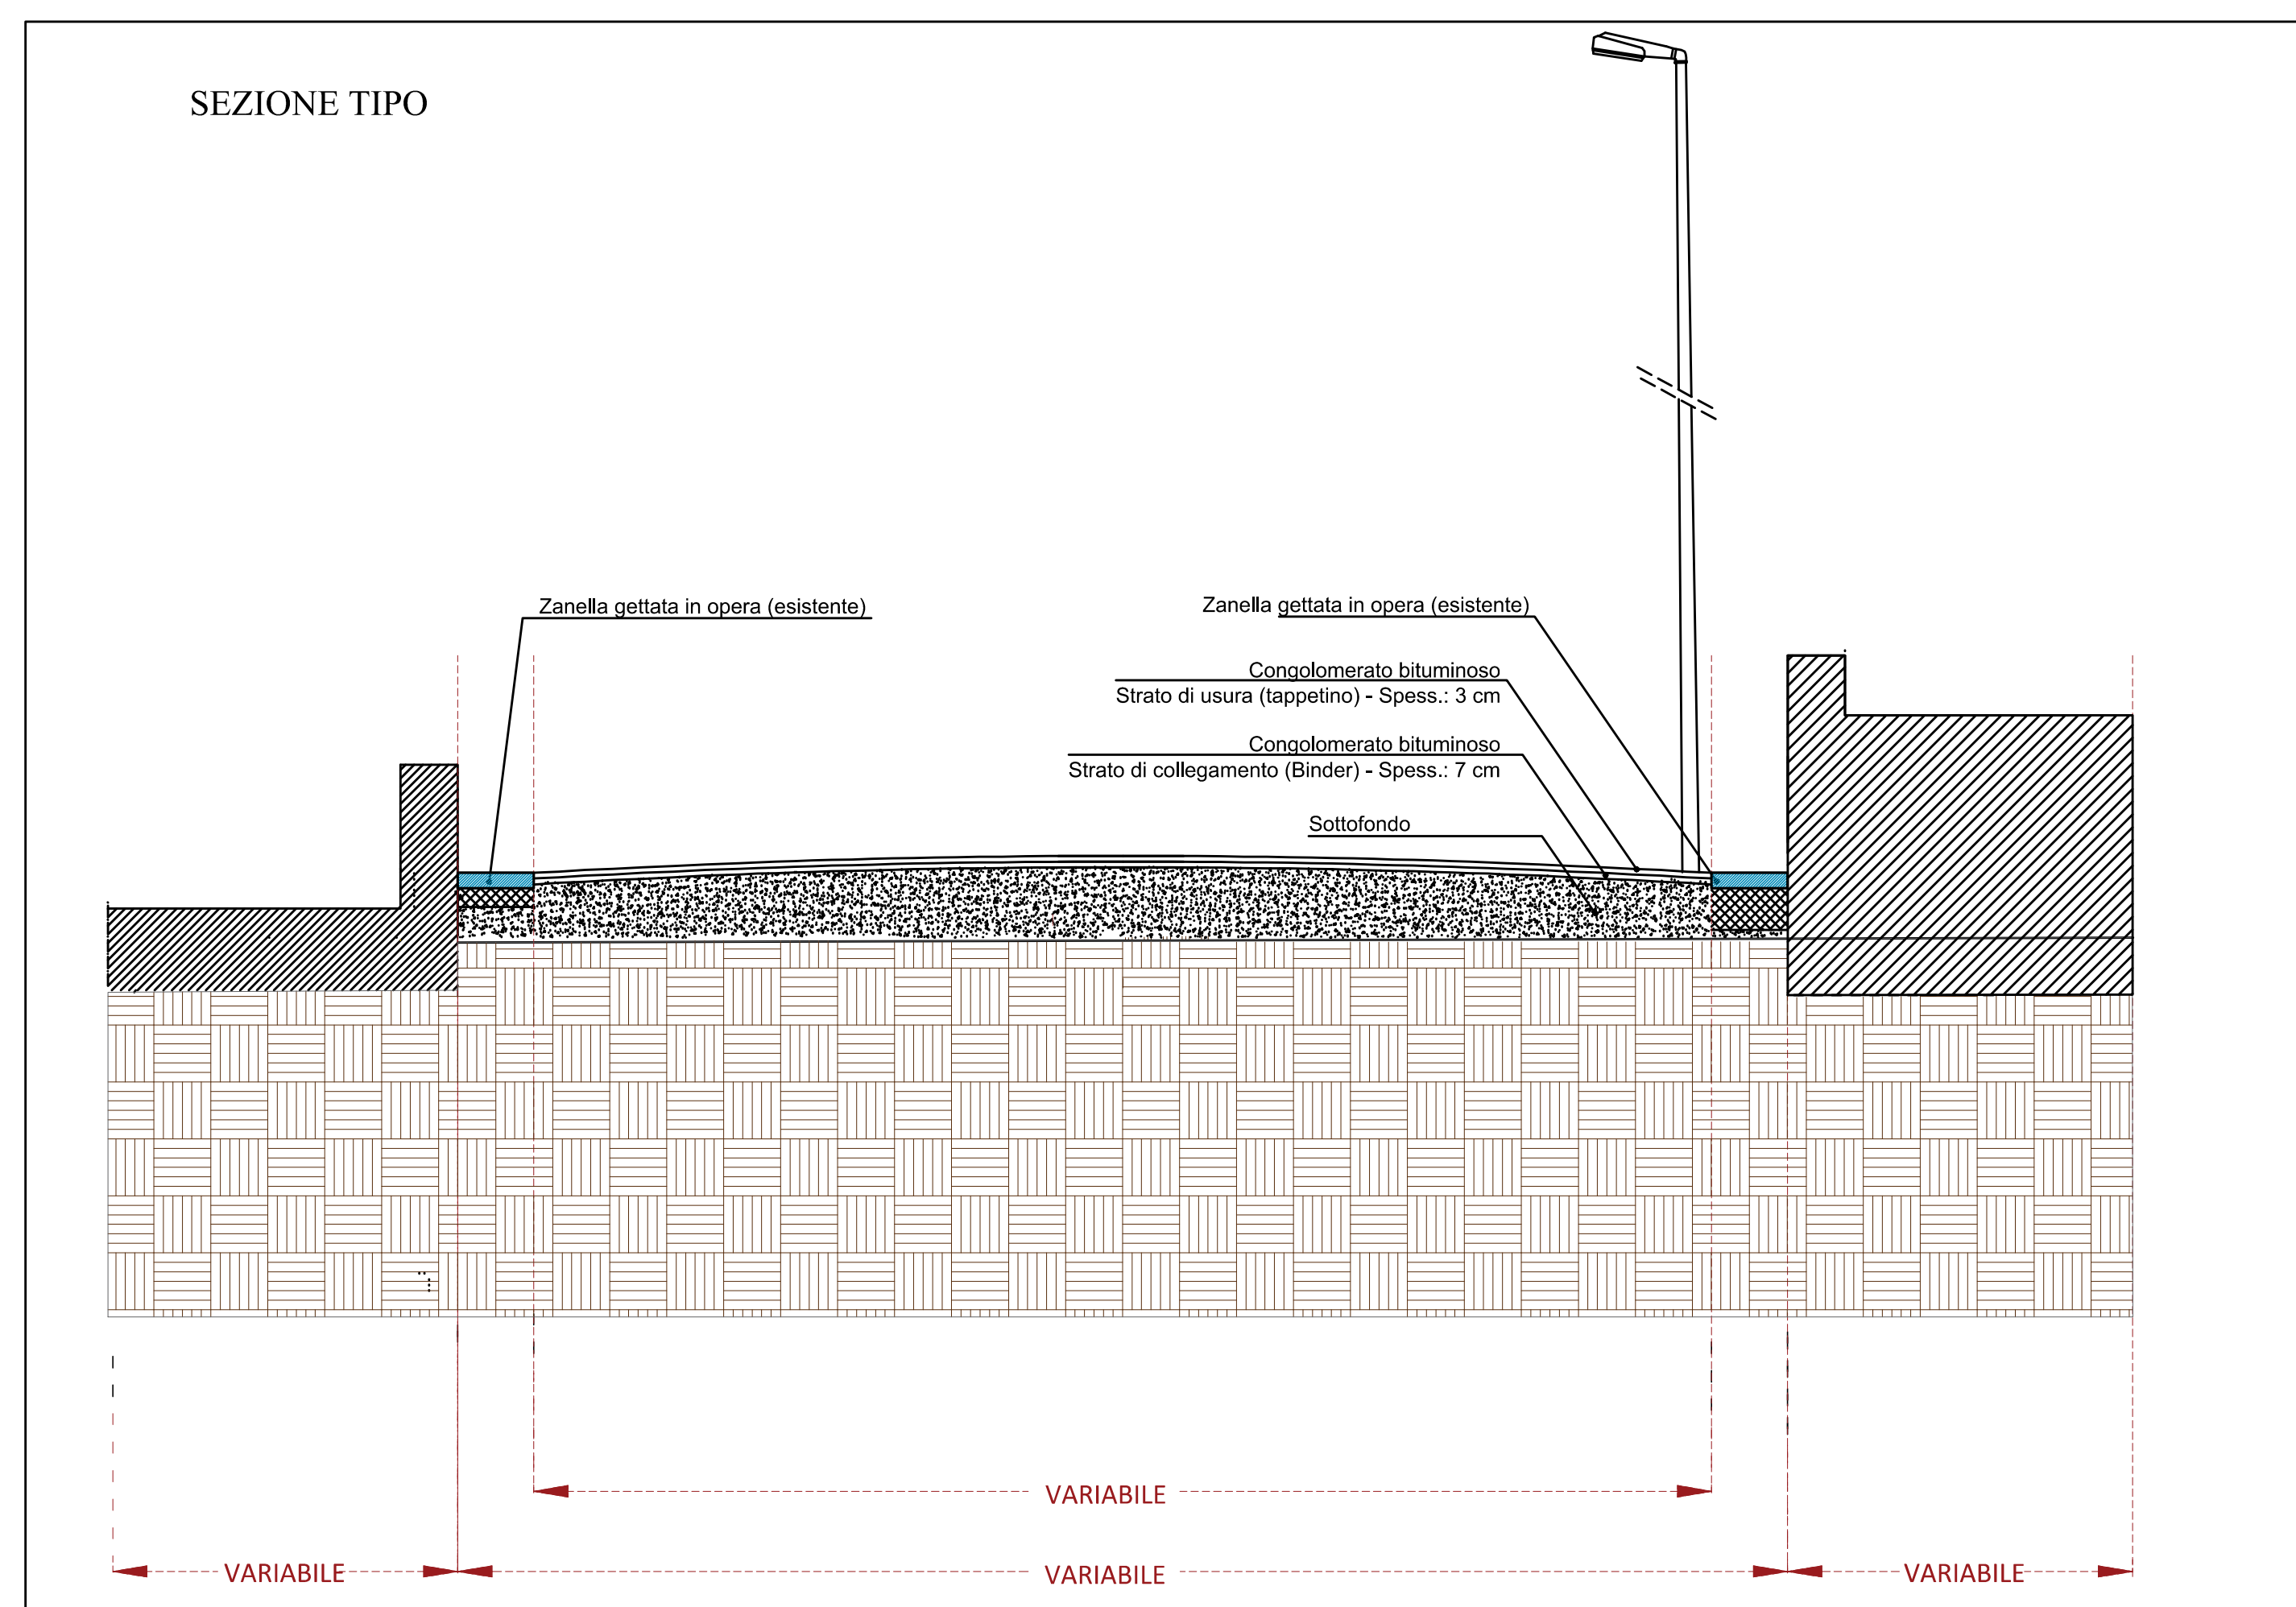 SEZIONE TIPO
Zanella gettata in opera (esistente)
Zanella gettata in opera (esistente)
Congolomerato bituminoso
Strato di usura (tappetino) - Spess.: 3 cm
Congolomerato bituminoso
Strato di collegamento (Binder) - Spess.: 7 cm
Sottofondo
VARIABILE
VARIABILE
VARIABILE
VARIABILE